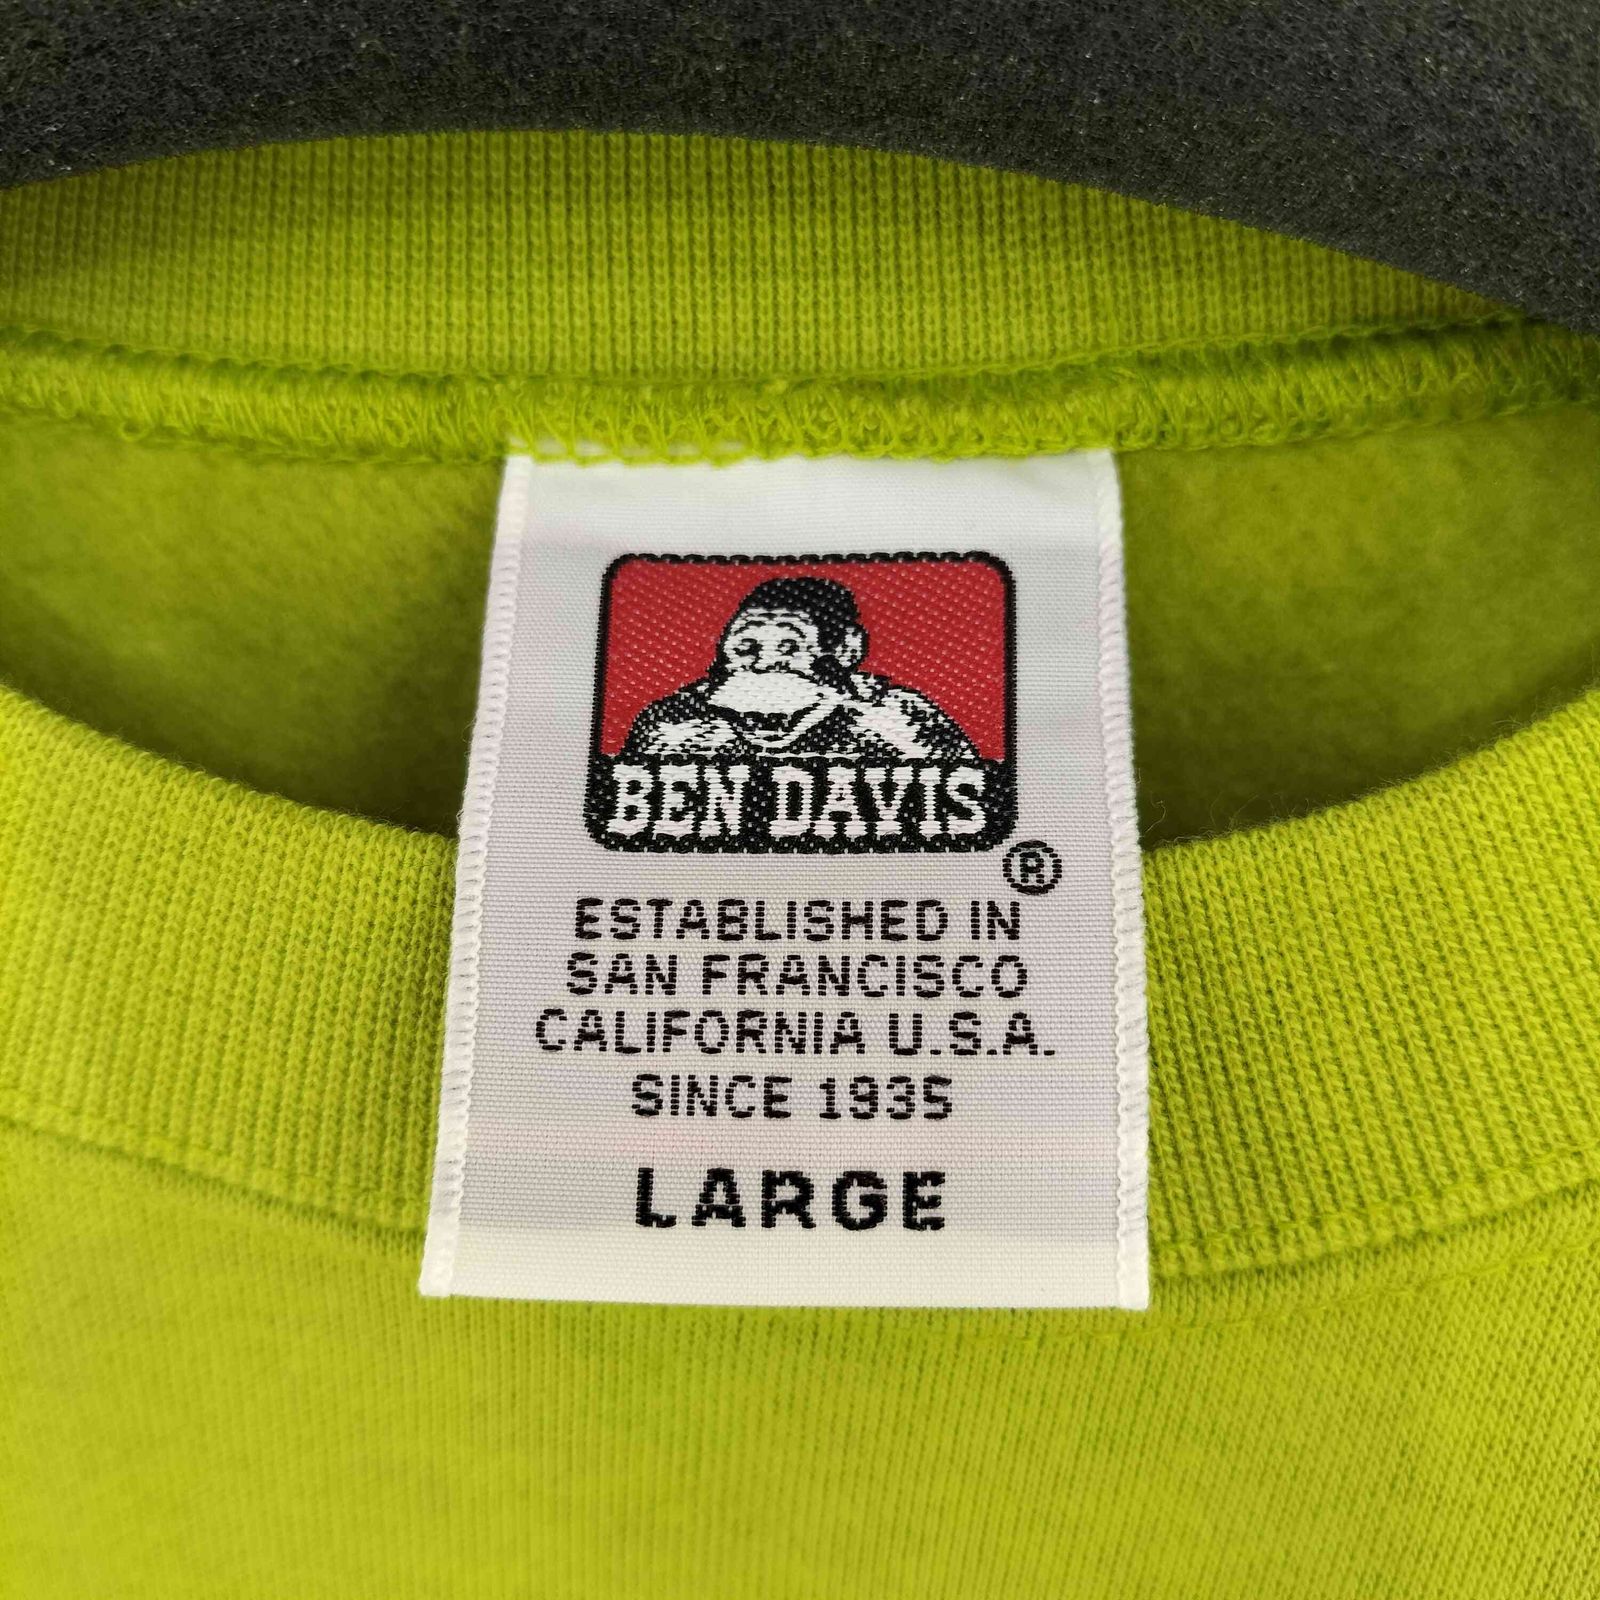 BEN DAVIS
®
ESTABLISHED IN
SAN FRANCISCO
CALIFORNIA U.S.A.
SINCE 1935
LARGE